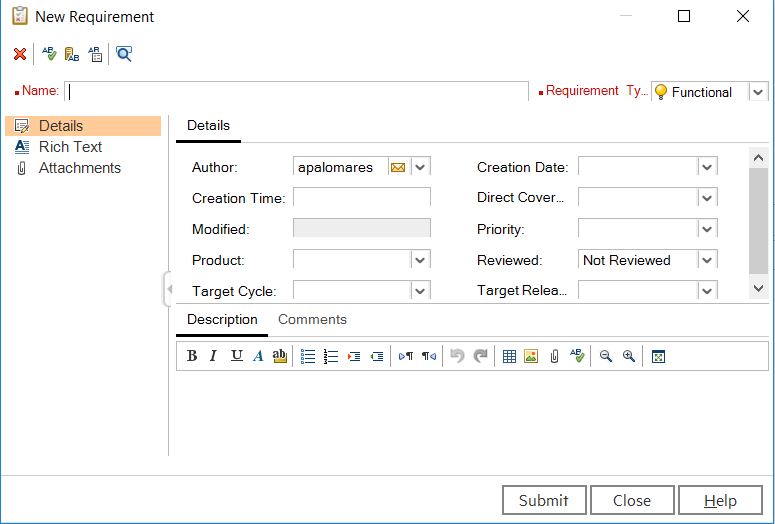 New Requirement
Name: Requirement Ty... Functional
Details
Rich Text
Attachments
Details
Author: apalomares Creation Date:
Creation Time: Direct Cover...
Modified: Priority:
Product: Reviewed: Not Reviewed
Target Cycle: Target Relea...
Description Comments
B I U A ab
Submit Close Help